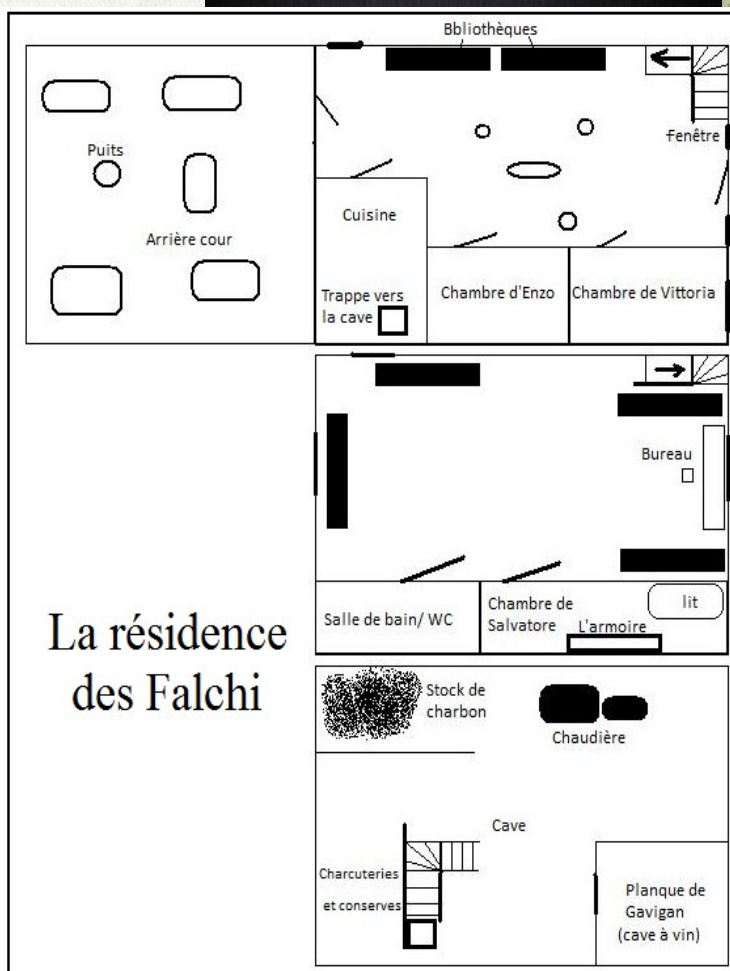 Bbliothèques
Fenêtre
Puits
Arrière cour
Cuisine
Trappe vers
la cave
Chambre d'Enzo
Chambre de Vittoria
Bureau
Salle de bain/ WC
Chambre de
Salvatore
L'armoire
lit
La résidence
des Falchi
Stock de
charbon
Chaudière
Cave
Charcuteries
et conserves
Planque de
Gavigan
(cave à vin)